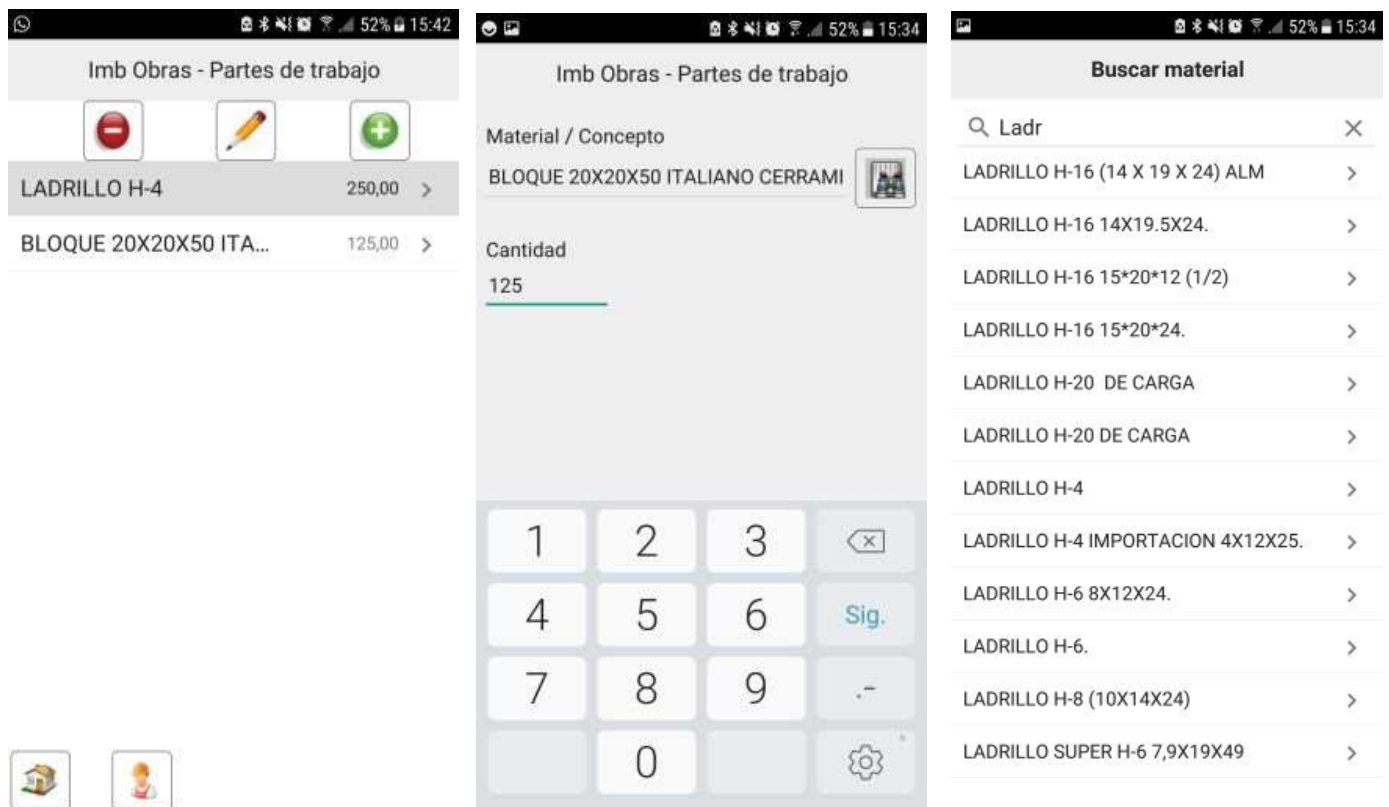 52% 15:42
Imb Obras - Partes de trabajo
LADRILLO H-4 250,00
BLOQUE 20X20X50 ITA... 125,00
52% 15:34
Imb Obras - Partes de trabajo
Material / Concepto
BLOQUE 20X20X50 ITALIANO CERRAMI
Cantidad
125
1 2 3
4 5 6 Sig.
7 8 9 .-
0
52% 15:34
Buscar material
Ladr
LADRILLO H-16 (14 X 19 X 24) ALM
LADRILLO H-16 14X19.5X24.
LADRILLO H-16 15*20*12 (1/2)
LADRILLO H-16 15*20*24.
LADRILLO H-20  DE CARGA
LADRILLO H-20 DE CARGA
LADRILLO H-4
LADRILLO H-4 IMPORTACION 4X12X25.
LADRILLO H-6 8X12X24.
LADRILLO H-6.
LADRILLO H-8 (10X14X24)
LADRILLO SUPER H-6 7,9X19X49